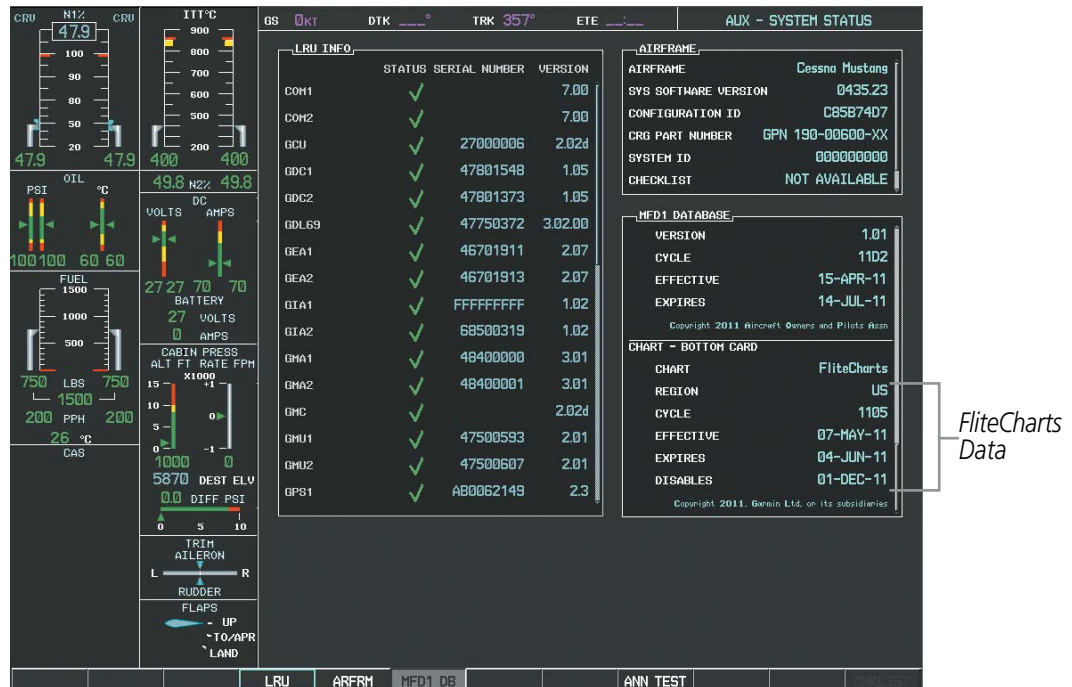 CRU N1% CRU
47.9
100
90
80
50
20
47.9 47.9
ITT°C
900
800
700
600
500
200
400 400
49.8 N2% 49.8
OIL
PSI °C
100 100 60 60
DC
VOLTS AMPS
27 27 70 70
BATTERY
27 VOLTS
0 AMPS
FUEL
1500
1000
500
750 LBS 750
1500
200 PPH 200
26 °C
CAS
CABIN PRESS
ALT FT RATE FPM
X1000
15 +1
10
0
5
0 -1
1000 0
5870 DEST ELV
0.0 DIFF PSI
0 5 10
TRIM
AILERON
L R
RUDDER
FLAPS
UP
TO/APR
LAND
GS 0KT DTK ___° TRK 357° ETE __:__ AUX - SYSTEM STATUS
LRU INFO
STATUS SERIAL NUMBER VERSION
COM1 ✓ 7.00
COM2 ✓ 7.00
GCU ✓ 27000006 2.02d
GDC1 ✓ 47801548 1.05
GDC2 ✓ 47801373 1.05
GDL69 ✓ 47750372 3.02.00
GEA1 ✓ 46701911 2.07
GEA2 ✓ 46701913 2.07
GIA1 ✓ FFFFFFFFF 1.02
GIA2 ✓ 68500319 1.02
GMA1 ✓ 48400000 3.01
GMA2 ✓ 48400001 3.01
GMC ✓ 2.02d
GMU1 ✓ 47500593 2.01
GMU2 ✓ 47500607 2.01
GPS1 ✓ AB0062149 2.3
AIRFRAME
AIRFRAME Cessna Mustang
SYS SOFTWARE VERSION 0435.23
CONFIGURATION ID C85B74D7
CRG PART NUMBER GPN 190-00600-XX
SYSTEM ID 000000000
CHECKLIST NOT AVAILABLE
MFD1 DATABASE
VERSION 1.01
CYCLE 11D2
EFFECTIVE 15-APR-11
EXPIRES 14-JUL-11
Copyright 2011 Aircraft Owners and Pilots Assn
CHART - BOTTOM CARD
CHART FliteCharts
REGION US
CYCLE 1105
EFFECTIVE 07-MAY-11
EXPIRES 04-JUN-11
DISABLES 01-DEC-11
Copyright 2011, Garmin Ltd. or its subsidiaries
FliteCharts
Data
LRU ARFRM MFD1 DB ANN TEST CHKLIST